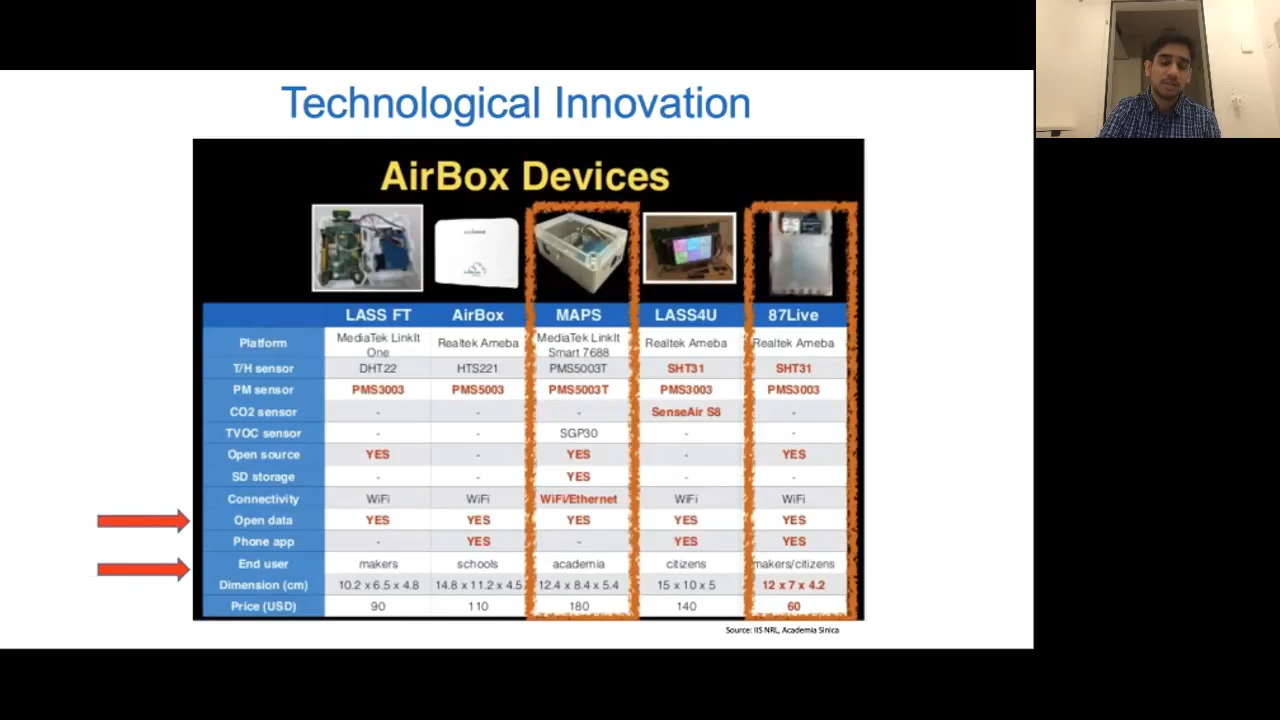 Technological Innovation
AirBox Devices
LASS FT AirBox MAPS LASS4U 87Live
Platform MediaTek LinkIt One Realtek Ameba MediaTek LinkIt Smart 7688 Realtek Ameba Realtek Ameba
T/H sensor DHT22 HTS221 PMS5003T SHT31 SHT31
PM sensor PMS3003 PMS5003 PMS5003T PMS3003 PMS3003
CO2 sensor - - - SenseAir S8 -
TVOC sensor - - SGP30 - -
Open source YES - YES - YES
SD storage - - YES - -
Connectivity WiFi WiFi WiFi/Ethernet WiFi WiFi
Open data YES YES YES YES YES
Phone app - YES - YES YES
End user makers schools academia citizens makers/citizens
Dimension (cm) 10.2 x 6.5 x 4.8 14.8 x 11.2 x 4.5 12.4 x 8.4 x 5.4 15 x 10 x 5 12 x 7 x 4.2
Price (USD) 90 110 180 140 60
Source: IIS NRL, Academia Sinica